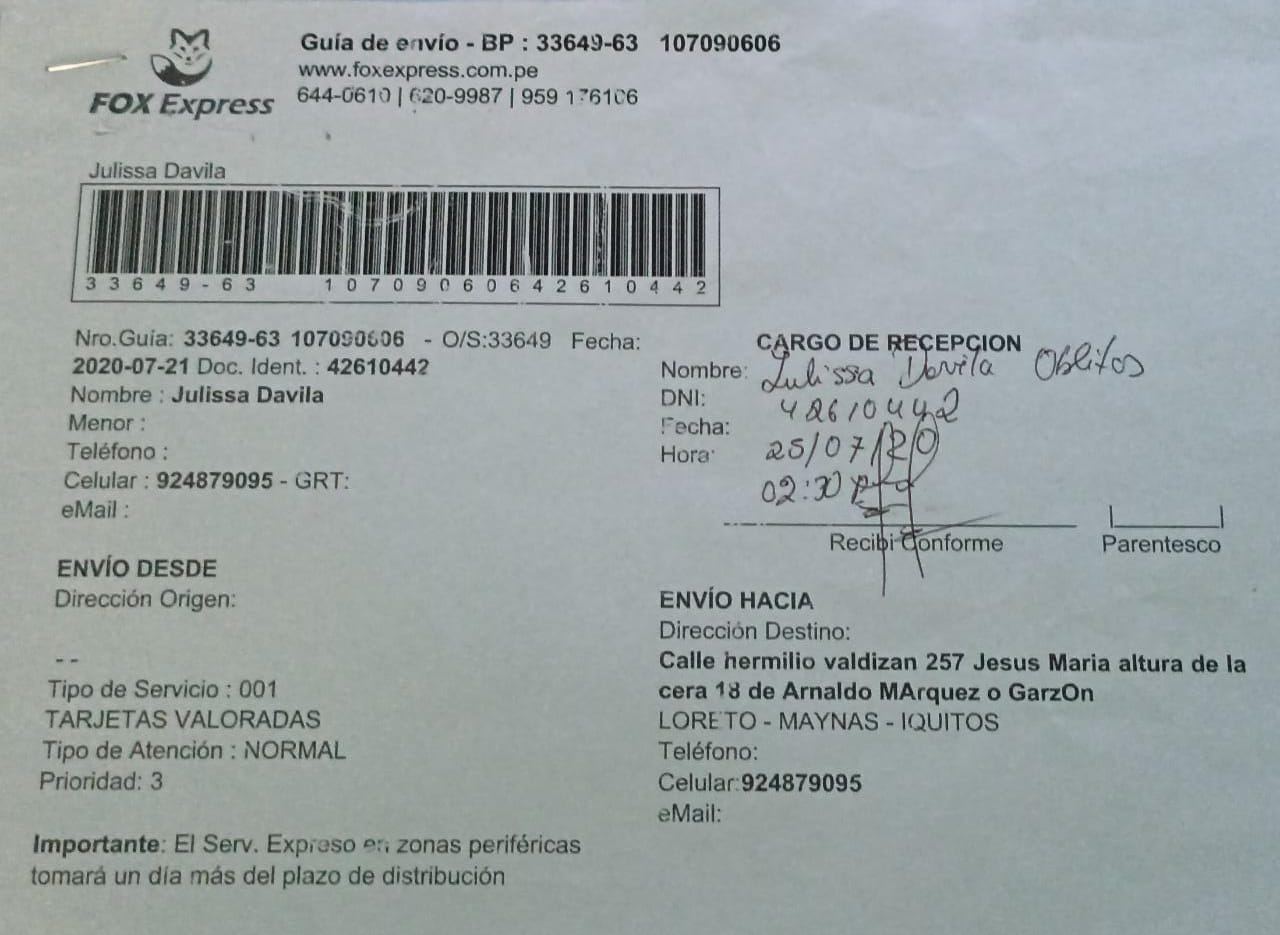 FOX Express
Guía de envío - BP : 33649-63 107090606
www.foxexpress.com.pe
644-0610 | 620-9987 | 959 176106
Julissa Davila
33649-63 10709060642610442
Nro.Guía: 33649-63 107090606 - O/S:33649 Fecha:
2020-07-21 Doc. Ident. : 42610442
Nombre : Julissa Davila
Menor :
Teléfono :
Celular : 924879095 - GRT:
eMail :
CARGO DE RECEPCION
Nombre: Julissa Davila Oblitos
DNI: 42610442
Fecha: 25/07/20
Hora: 02:30 
Recibi Conforme
Parentesco
ENVÍO DESDE
Dirección Origen:
--
Tipo de Servicio : 001
TARJETAS VALORADAS
Tipo de Atención : NORMAL
Prioridad: 3
ENVÍO HACIA
Dirección Destino:
Calle hermilio valdizan 257 Jesus Maria altura de la
cera 18 de Arnaldo MArquez o GarzOn
LORETO - MAYNAS - IQUITOS
Teléfono:
Celular:924879095
eMail:
Importante: El Serv. Expreso en zonas periféricas
tomará un día más del plazo de distribución